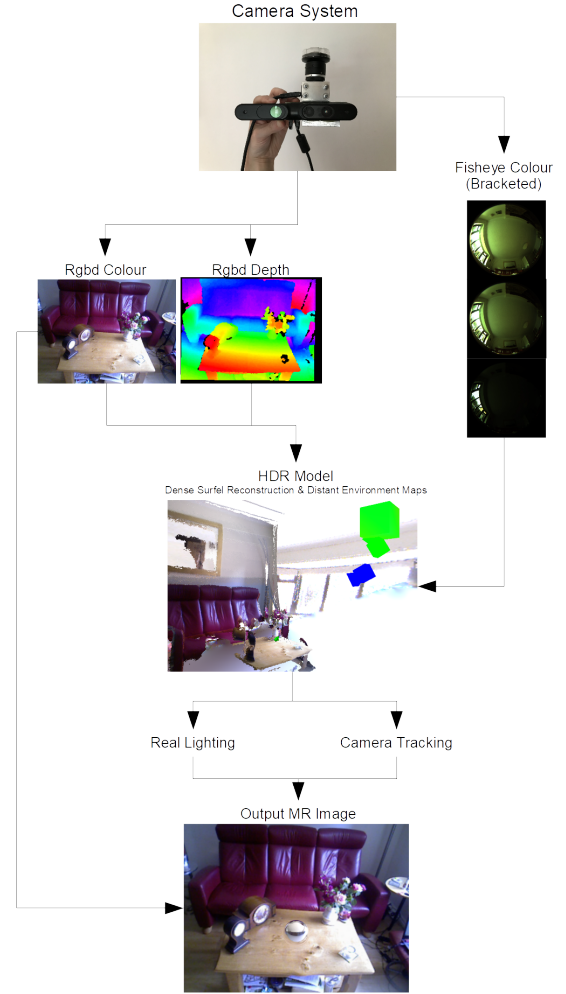 Camera System
Fisheye Colour
(Bracketed)
Rgbd Colour
Rgbd Depth
HDR Model
Dense Surfel Reconstruction & Distant Environment Maps
Real Lighting
Camera Tracking
Output MR Image